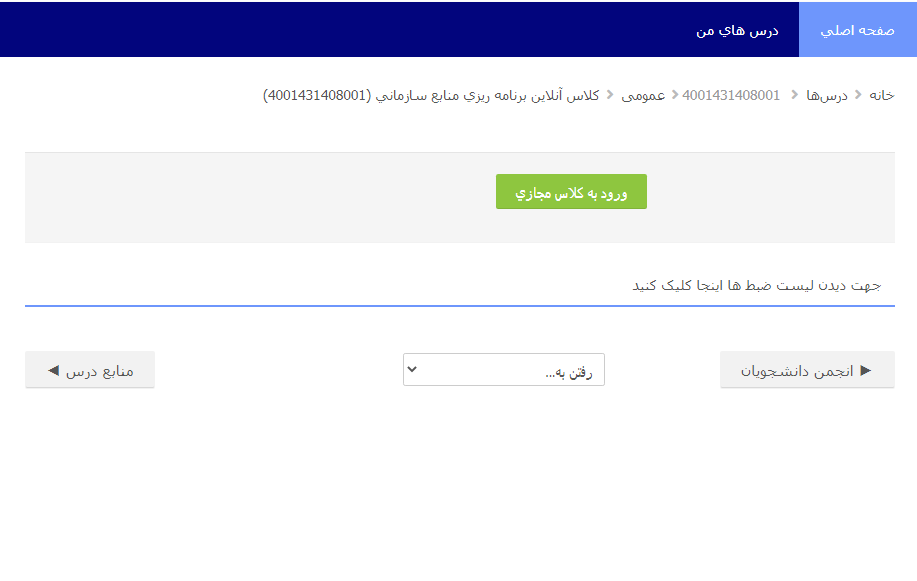 صفحه اصلي درس هاي من
خانه درس‌ها 4001431408001 عمومی کلاس آنلاین برنامه ریزي منابع سازماني (4001431408001)
ورود به کلاس مجازي
جهت دیدن لیست ضبط ها اینجا کلیک کنید
▶ انجمن دانشجویان رفتن به... منابع درس ◀